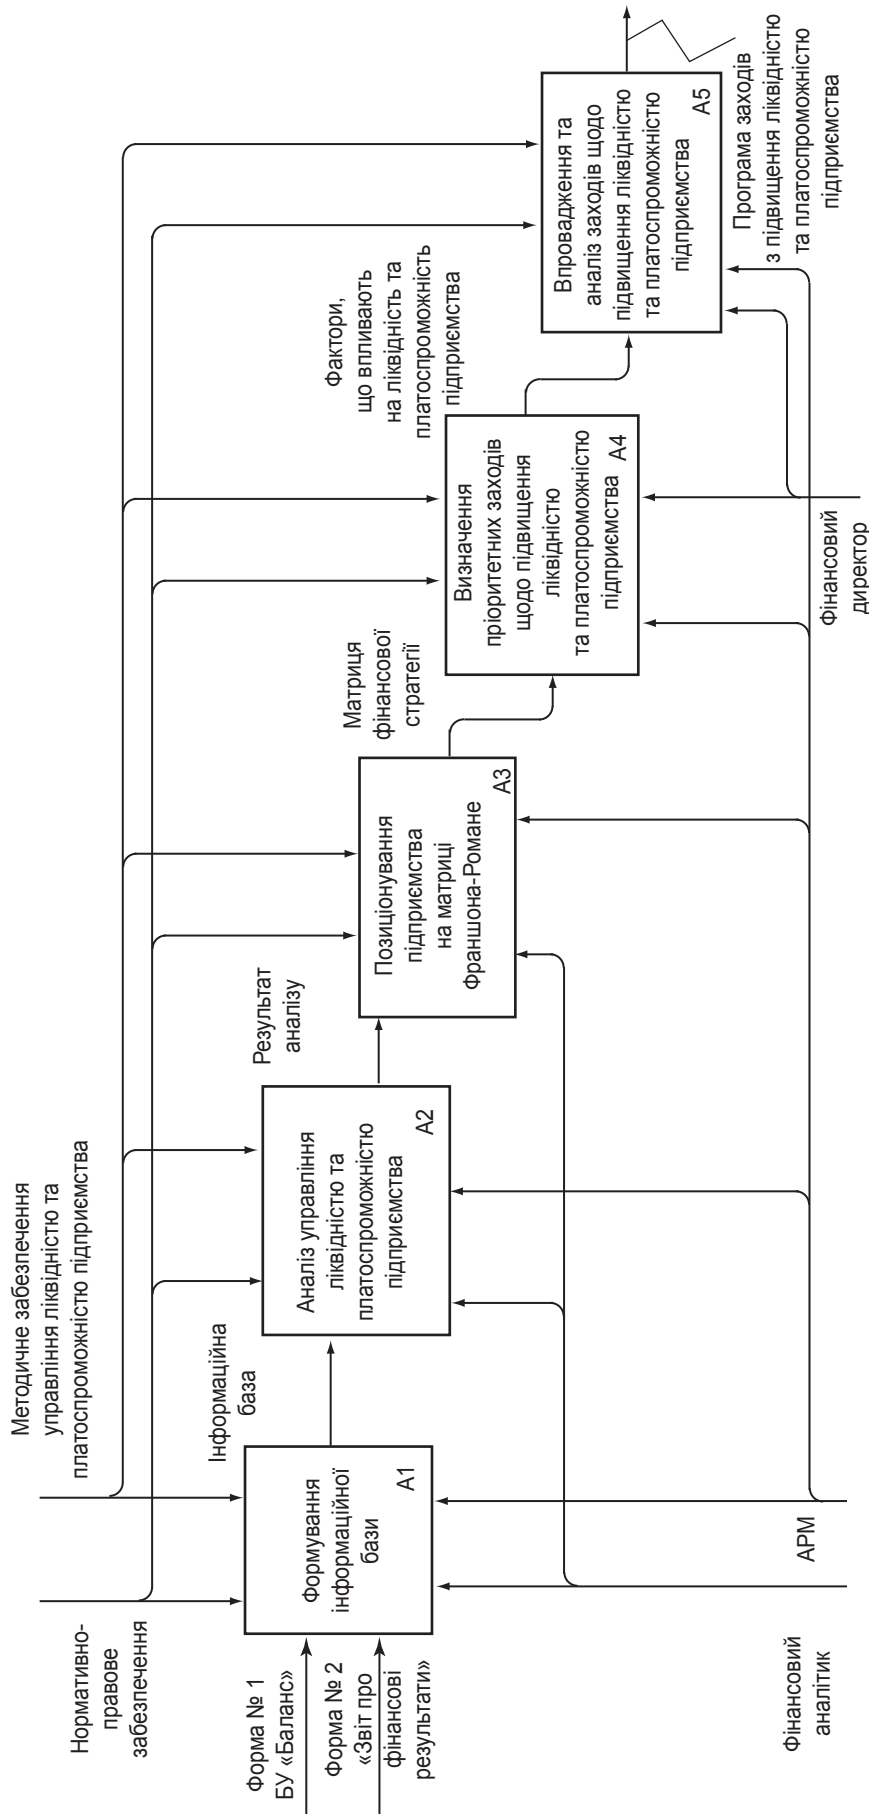 Методичне забезпечення
управління ліквідністю та
платоспроможністю підприємства
Нормативно-
правове
забезпечення
Форма № 1
БУ «Баланс»
Форма № 2
«Звіт про
фінансові
результати»
Формування
інформаційної
бази
А1
Інформаційна
база
Аналіз управління
ліквідністю та
платоспроможністю
підприємства
А2
Результат
аналізу
Позиціонування
підприємства
на матриці
Франшона-Романе
А3
Матриця
фінансової
стратегії
Визначення
пріоритетних заходів
щодо підвищення
ліквідністю
та платоспроможністю
підприємства
А4
Фактори,
що впливають
на ліквідність та
платоспроможність
підприємства
Впровадження та
аналіз заходів щодо
підвищення ліквідністю
та платоспроможністю
підприємства
А5
Програма заходів
з підвищення ліквідністю
та платоспроможністю
підприємства
Фінансовий
аналітик
АРМ
Фінансовий
директор